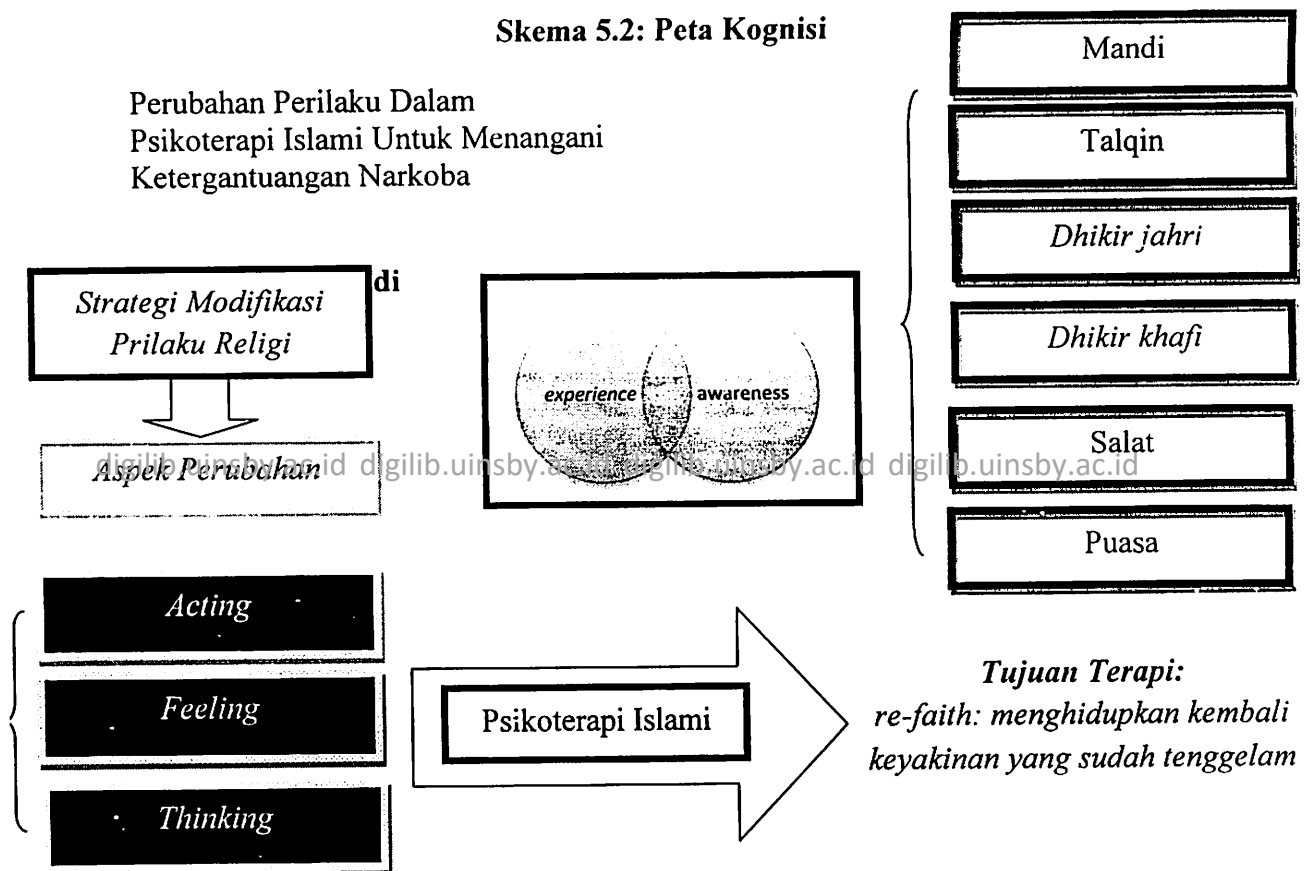 Skema 5.2: Peta Kognisi
Perubahan Perilaku Dalam
Psikoterapi Islami Untuk Menangani
Ketergantuangan Narkoba
di
Strategi Modifikasi
Prilaku Religi
Aspek Perubahan
Acting
Feeling
Thinking
experience
awareness
Mandi
Talqin
Dhikir jahri
Dhikir khafi
Salat
Puasa
digilib.uinsby.ac.id digilib.uinsby.ac.id digilib.uinsby.ac.id digilib.uinsby.ac.id
Psikoterapi Islami
Tujuan Terapi:
re-faith: menghidupkan kembali
keyakinan yang sudah tenggelam